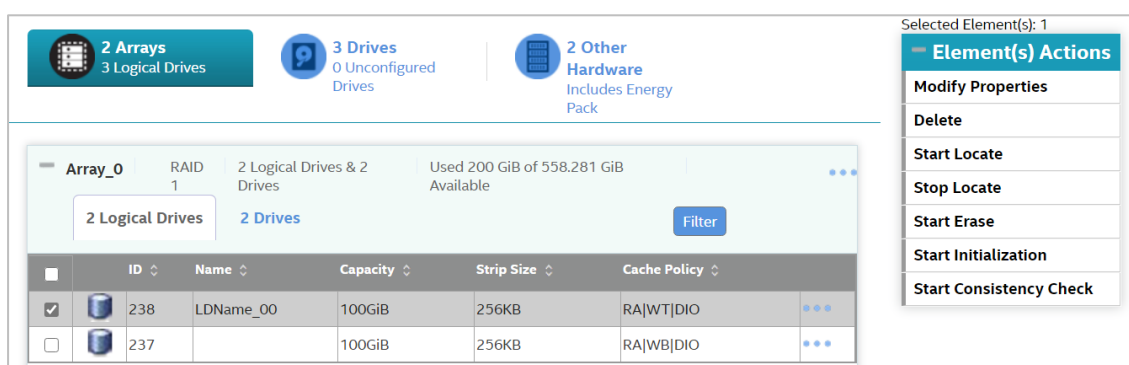 2 Arrays
3 Logical Drives
3 Drives
0 Unconfigured
Drives
2 Other
Hardware
Includes Energy
Pack
Selected Element(s): 1
Element(s) Actions
Modify Properties
Delete
Start Locate
Stop Locate
Start Erase
Start Initialization
Start Consistency Check
Array_0
RAID
1
2 Logical Drives & 2
Drives
Used 200 GiB of 558.281 GiB
Available
2 Logical Drives
2 Drives
Filter
ID Name Capacity Strip Size Cache Policy
238 LDName_00 100GiB 256KB RA|WT|DIO
237 100GiB 256KB RA|WB|DIO